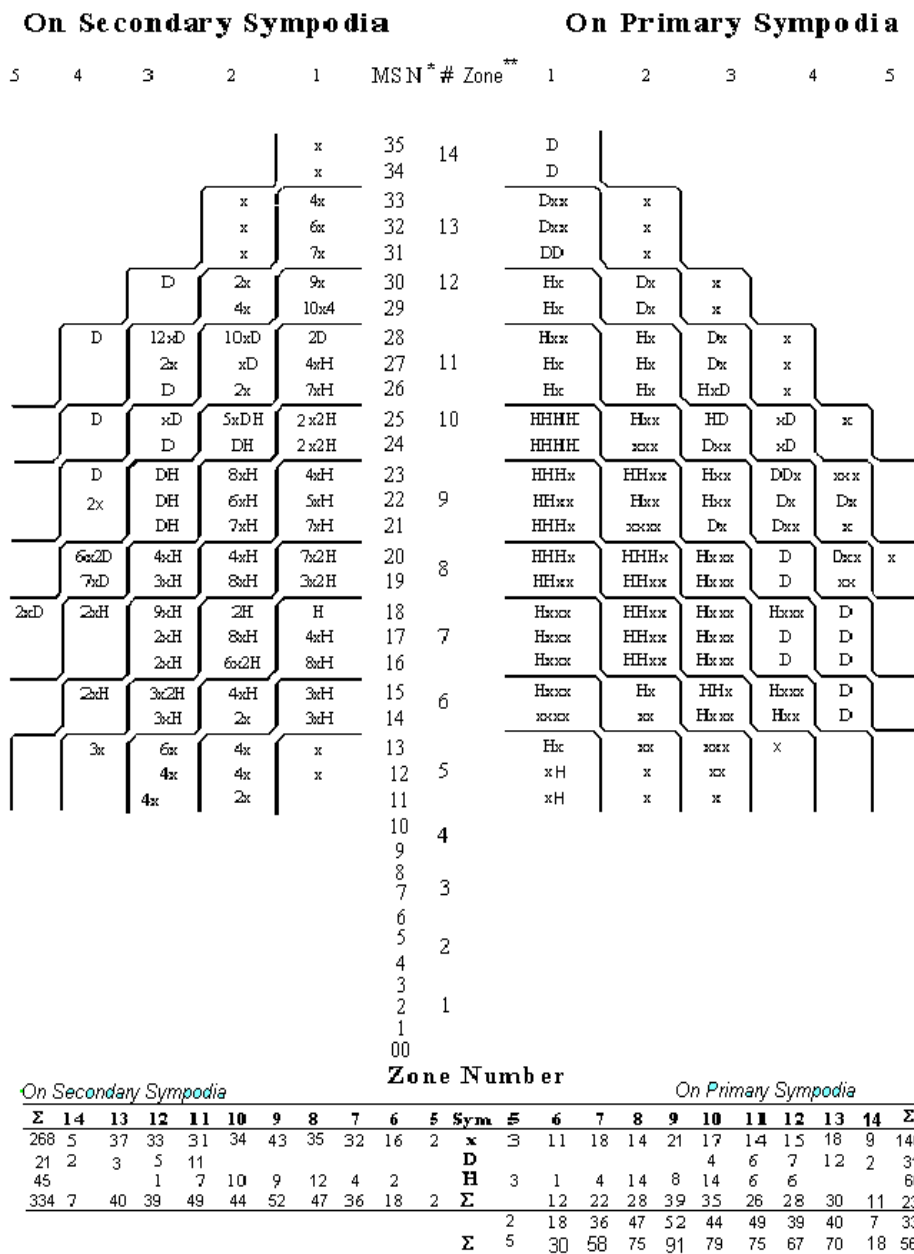 On Secondary Sympodia On Primary Sympodia
5 4 3 2 1 MSN* # Zone** 1 2 3 4 5
x 35 14 D
x 34 D
x 4x 33 Dxx x
x 6x 32 13 Dxx x
x 7x 31 DD x
D 2x 9x 30 12 Hx Dx x
4x 10x4 29 Hx Dx x
D 12xD 10xD 2D 28 Hxx Hx Dx x
2x xD 4xH 27 11 Hx Hx Dx x
D 2x 7xH 26 Hx Hx HxD x
D xD 5xDH 2x2H 25 10 HHHH Hxx HD xD x
D DH 2x2H 24 HHHH xxx Dxx xD
D DH 8xH 4xH 23 HHHx HHxx Hxx DDx xxx
2x DH 6xH 5xH 22 9 HHxx Hxx Hxx Dx Dx
DH 7xH 7xH 21 HHHx xxxx Dx Dxx x
6x2D 4xH 4xH 7x2H 20 8 HHHx HHHx Hxxx D Dxx x
7xD 3xH 8xH 3x2H 19 HHxx HHxx Hxxx D xx
2xD 2xH 9xH 2H H 18 Hxxx HHxx Hxxx Hxxx D
2xH 8xH 4xH 17 7 Hxxx HHxx Hxxx D D
2xH 6x2H 8xH 16 Hxxx HHxx Hxxx D D
2xH 3x2H 4xH 3xH 15 6 Hxxx Hx HHx Hxxx D
3xH 2x 3xH 14 xxxx xx Hxxx Hxx D
3x 6x 4x x 13 Hx xx xxx x
4x 4x x 12 5 xH x xx
4x 2x 11 xH x x
10 4
9
8
7 3
6
5 2
4
3
2 1
1
00
Zone Number
On Secondary Sympodia On Primary Sympodia
Σ 14 13 12 11 10 9 8 7 6 5 Sym 5 6 7 8 9 10 11 12 13 14 Σ
268 5 37 33 31 34 43 35 32 16 2 x 3 11 18 14 21 17 14 15 18 9 14
21 2 3 5 11 D 4 6 7 12 2 3
45 1 7 10 9 12 4 2 H 3 1 4 14 8 14 6 6 6
334 7 40 39 49 44 52 47 36 18 2 Σ 12 22 28 39 35 26 28 30 11 23
2 18 36 47 52 44 49 39 40 7 33
Σ 5 30 58 75 91 79 75 67 70 18 56